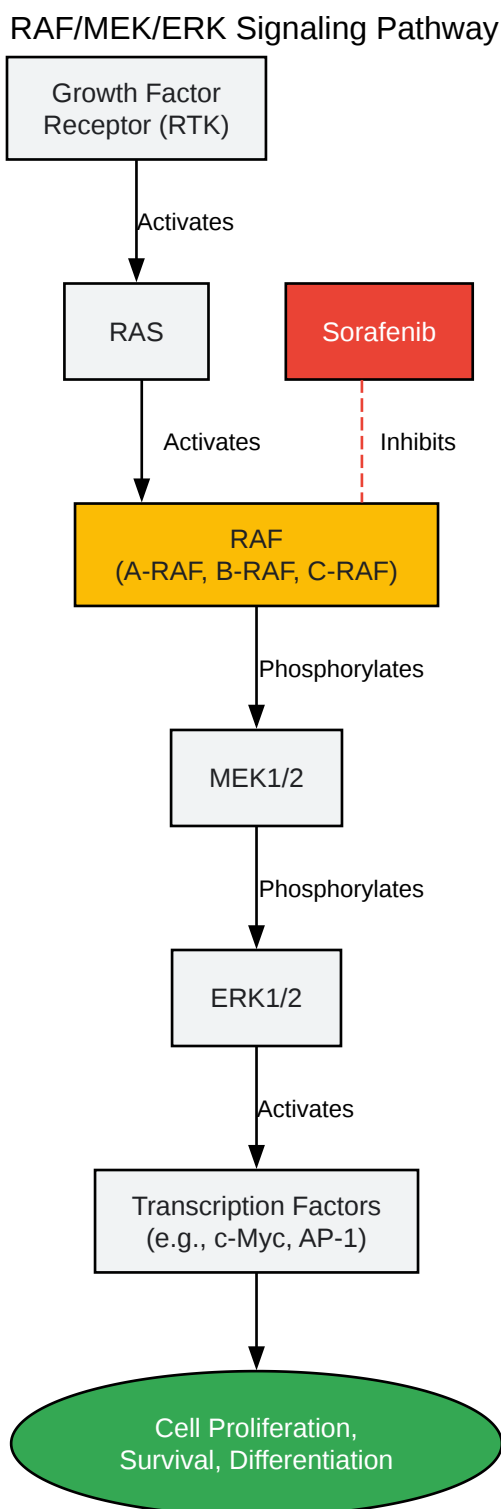 RAF/MEK/ERK Signaling Pathway
Growth Factor
Receptor (RTK)
Activates
RAS
Sorafenib
Activates
Inhibits
RAF
(A-RAF, B-RAF, C-RAF)
Phosphorylates
MEK1/2
Phosphorylates
ERK1/2
Activates
Transcription Factors
(e.g., c-Myc, AP-1)
Cell Proliferation,
Survival, Differentiation